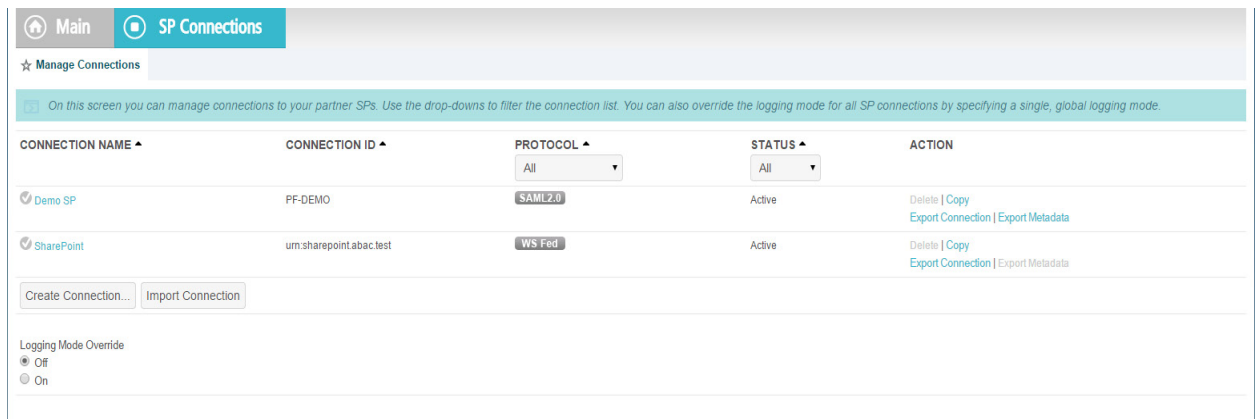 Main
SP Connections
Manage Connections
On this screen you can manage connections to your partner SPs. Use the drop-downs to filter the connection list. You can also override the logging mode for all SP connections by specifying a single, global logging mode.
CONNECTION NAME CONNECTION ID PROTOCOL STATUS ACTION
All All
Demo SP PF-DEMO SAML2.0 Active Delete | Copy
Export Connection | Export Metadata
SharePoint urn:sharepoint.abac.test WS Fed Active Delete | Copy
Export Connection | Export Metadata
Create Connection... Import Connection
Logging Mode Override
Off
On